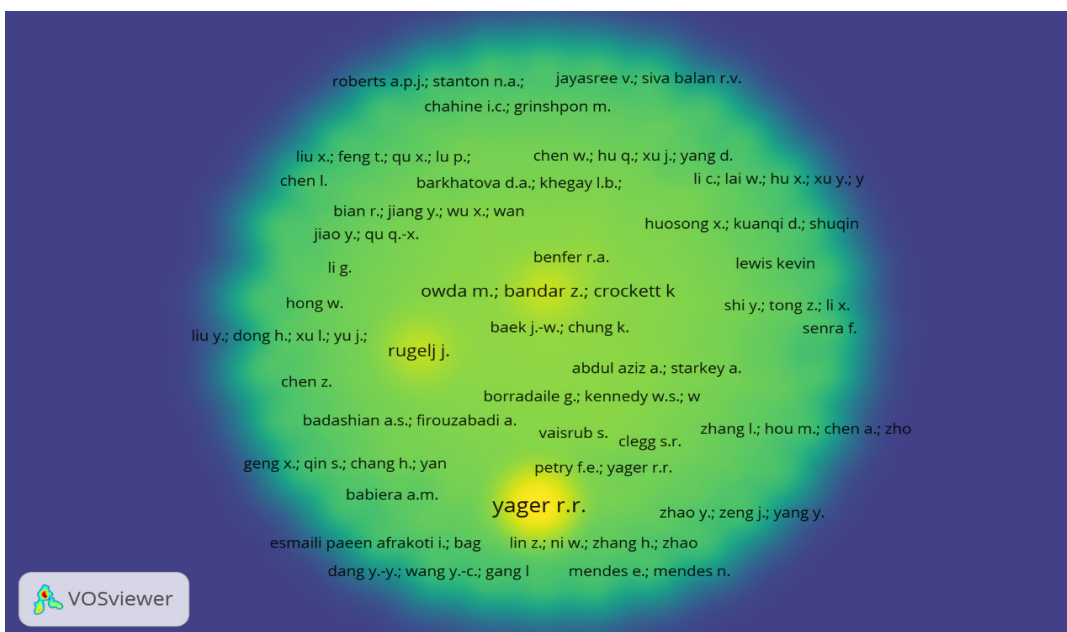 roberts a.p.j.; stanton n.a.;
jayasree v.; siva balan r.v.
chahine i.c.; grinshpon m.
liu x.; feng t.; qu x.; lu p.;
chen w.; hu q.; xu j.; yang d.
chen l.
barkhatova d.a.; khegay l.b.;
li c.; lai w.; hu x.; xu y.; y
bian r.; jiang y.; wu x.; wan
huosong x.; kuanqi d.; shuqin
jiao y.; qu q.-x.
benfer r.a.
li g.
lewis kevin
owda m.; bandar z.; crockett k
hong w.
shi y.; tong z.; li x.
baek j.-w.; chung k.
senra f.
liu y.; dong h.; xu l.; yu j.;
rugelj j.
abdul aziz a.; starkey a.
chen z.
borradaile g.; kennedy w.s.; w
badashian a.s.; firouzabadi a.
vaisrub s.
zhang l.; hou m.; chen a.; zho
clegg s.r.
geng x.; qin s.; chang h.; yan
petry f.e.; yager r.r.
babiera a.m.
yager r.r.
zhao y.; zeng j.; yang y.
esmaili paeen afrakoti i.; bag
lin z.; ni w.; zhang h.; zhao
dang y.-y.; wang y.-c.; gang l
mendes e.; mendes n.
VOSviewer